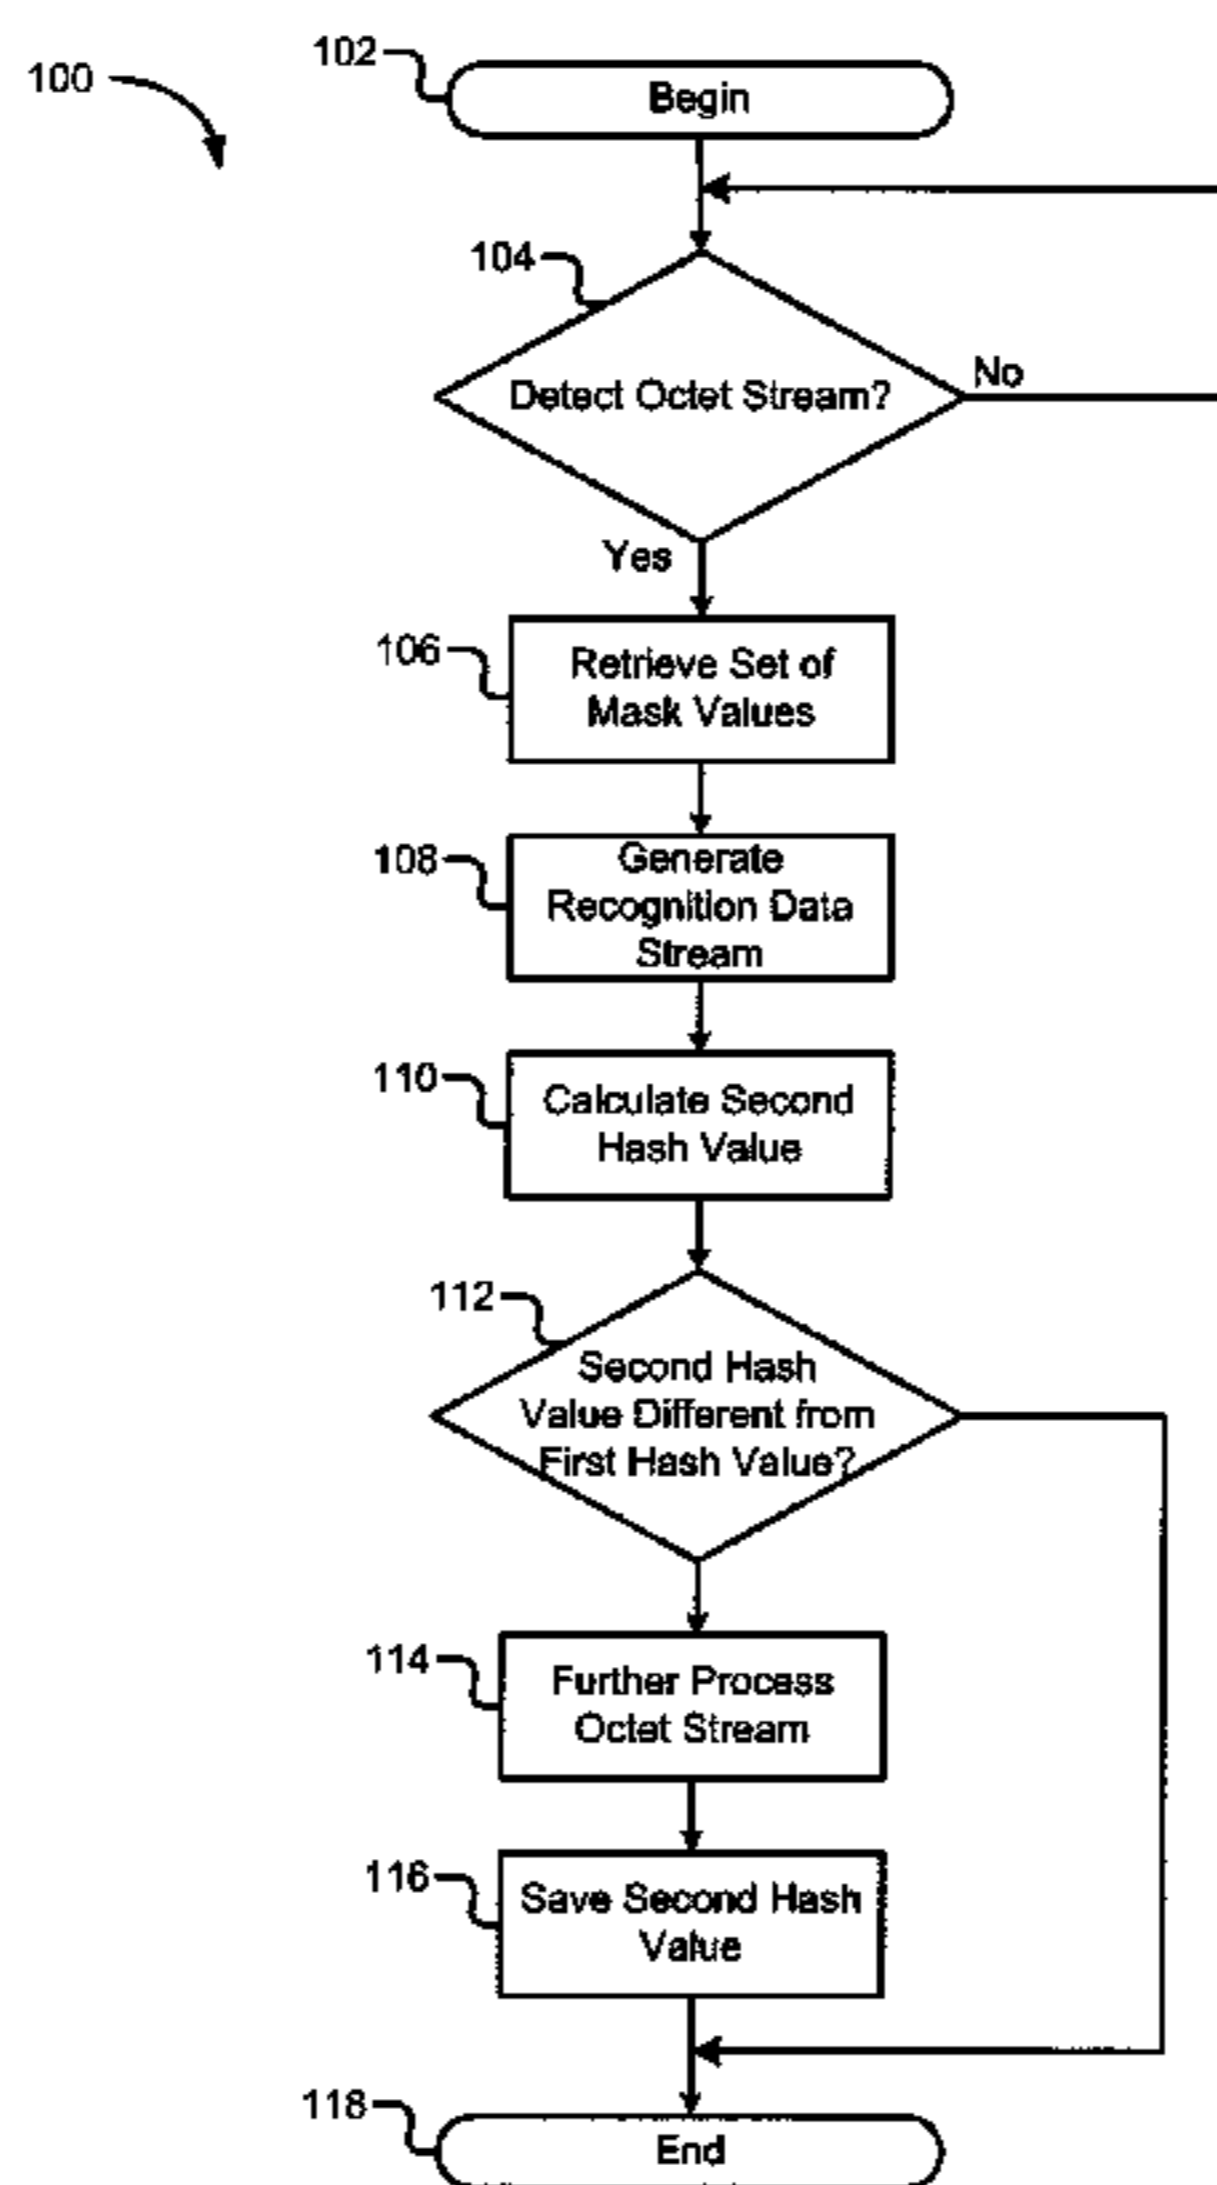 100
102
Begin
104
Detect Octet Stream?
No
Yes
106
Retrieve Set of
Mask Values
108
Generate
Recognition Data
Stream
110
Calculate Second
Hash Value
112
Second Hash
Value Different from
First Hash Value?
114
Further Process
Octet Stream
116
Save Second Hash
Value
118
End